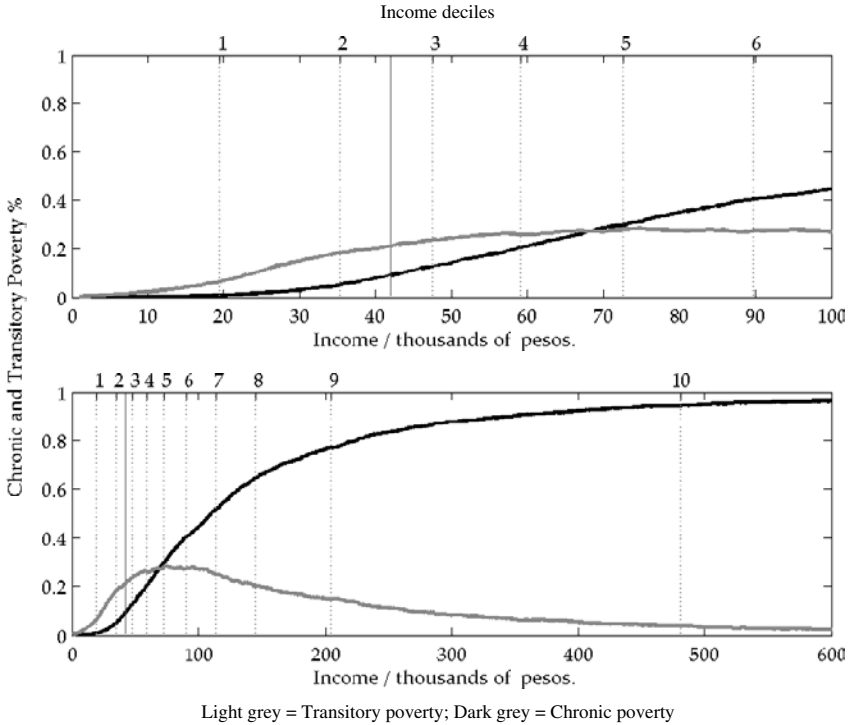 Income deciles
1 2 3 4 5 6
1
0.8
0.6
0.4
0.2
0
0 10 20 30 40 50 60 70 80 90 100
Income / thousands of pesos.
Chronic and Transitory Poverty %
1 2 3 4 5 6 7 8 9 10
1
0.8
0.6
0.4
0.2
0
0 100 200 300 400 500 600
Income / thousands of pesos.
Light grey = Transitory poverty; Dark grey = Chronic poverty